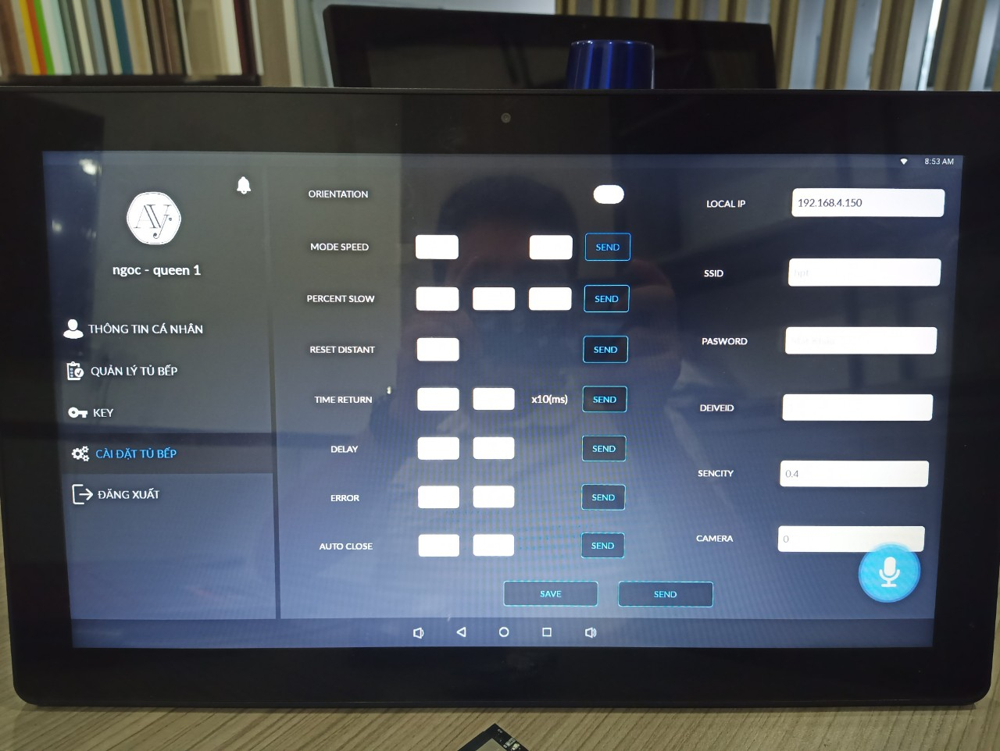 8:53 AM
AVy.
ngoc - queen 1
THÔNG TIN CÁ NHÂN
QUẢN LÝ TỦ BẾP
KEY
CÀI ĐẶT TỦ BẾP
ĐĂNG XUẤT
ORIENTATION
MODE SPEED SEND
PERCENT SLOW SEND
RESET DISTANT SEND
TIME RETURN x10(ms) SEND
DELAY SEND
ERROR SEND
AUTO CLOSE SEND
SAVE SEND
LOCAL IP 192.168.4.150
SSID
PASWORD
DEIVEID
SENCITY 0.4
CAMERA 0